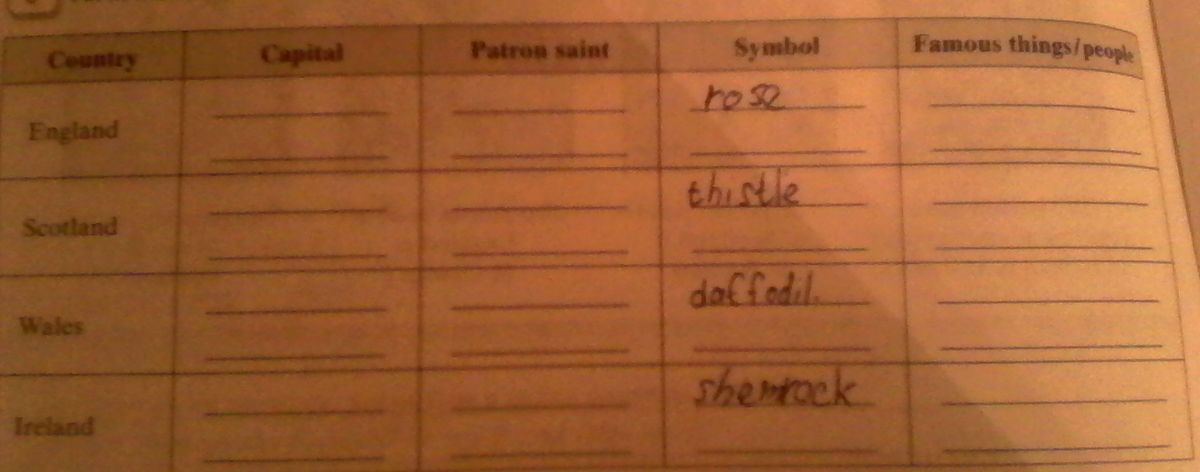 Country Capital Patron saint Symbol Famous things/people
England rose
Scotland thistle
Wales daffodil.
Ireland shemrock